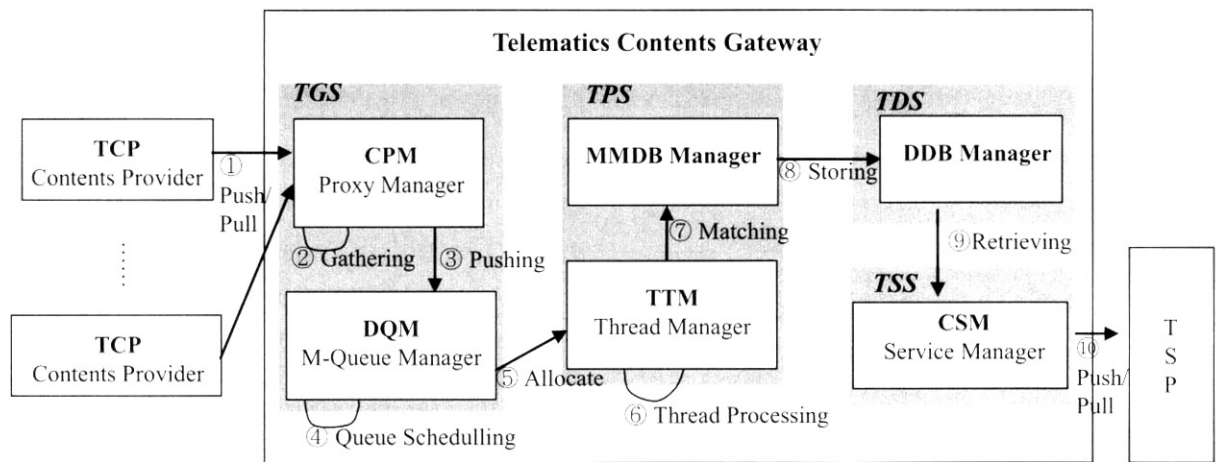 Telematics Contents Gateway
TGS
TPS
TDS
TCP
Contents Provider
① Push/
Pull
CPM
Proxy Manager
MMDB Manager
⑧ Storing
DDB Manager
② Gathering
③ Pushing
⑦ Matching
⑨Retrieving
TSS
TCP
Contents Provider
DQM
M-Queue Manager
⑤ Allocate
TTM
Thread Manager
CSM
Service Manager
⑩
Push/
Pull
T
S
P
④ Queue Schedulling
⑥ Thread Processing